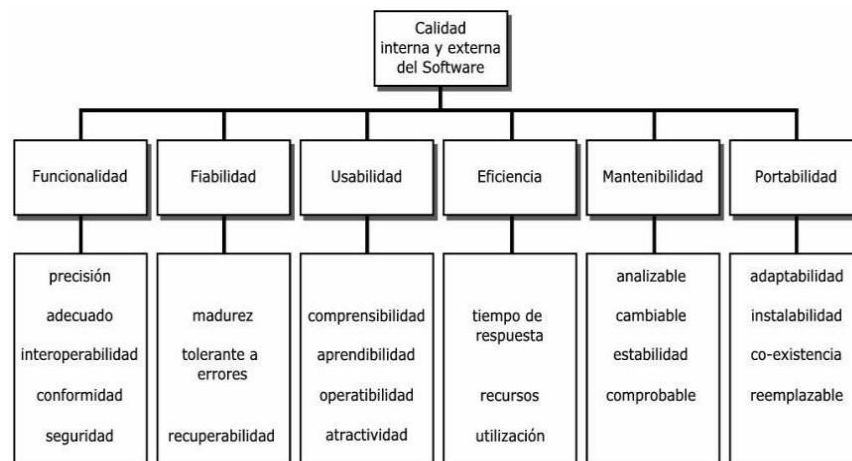 Calidad
interna y externa
del Software
Funcionalidad
Fiabilidad
Usabilidad
Eficiencia
Mantenibilidad
Portabilidad
precisión
adecuado
interoperabilidad
conformidad
seguridad
madurez
tolerante a
errores
recuperabilidad
comprensibilidad
aprendibilidad
operatibilidad
atractividad
tiempo de
respuesta
recursos
utilización
analizable
cambiable
estabilidad
comprobable
adaptabilidad
instalabilidad
co-existencia
reemplazable